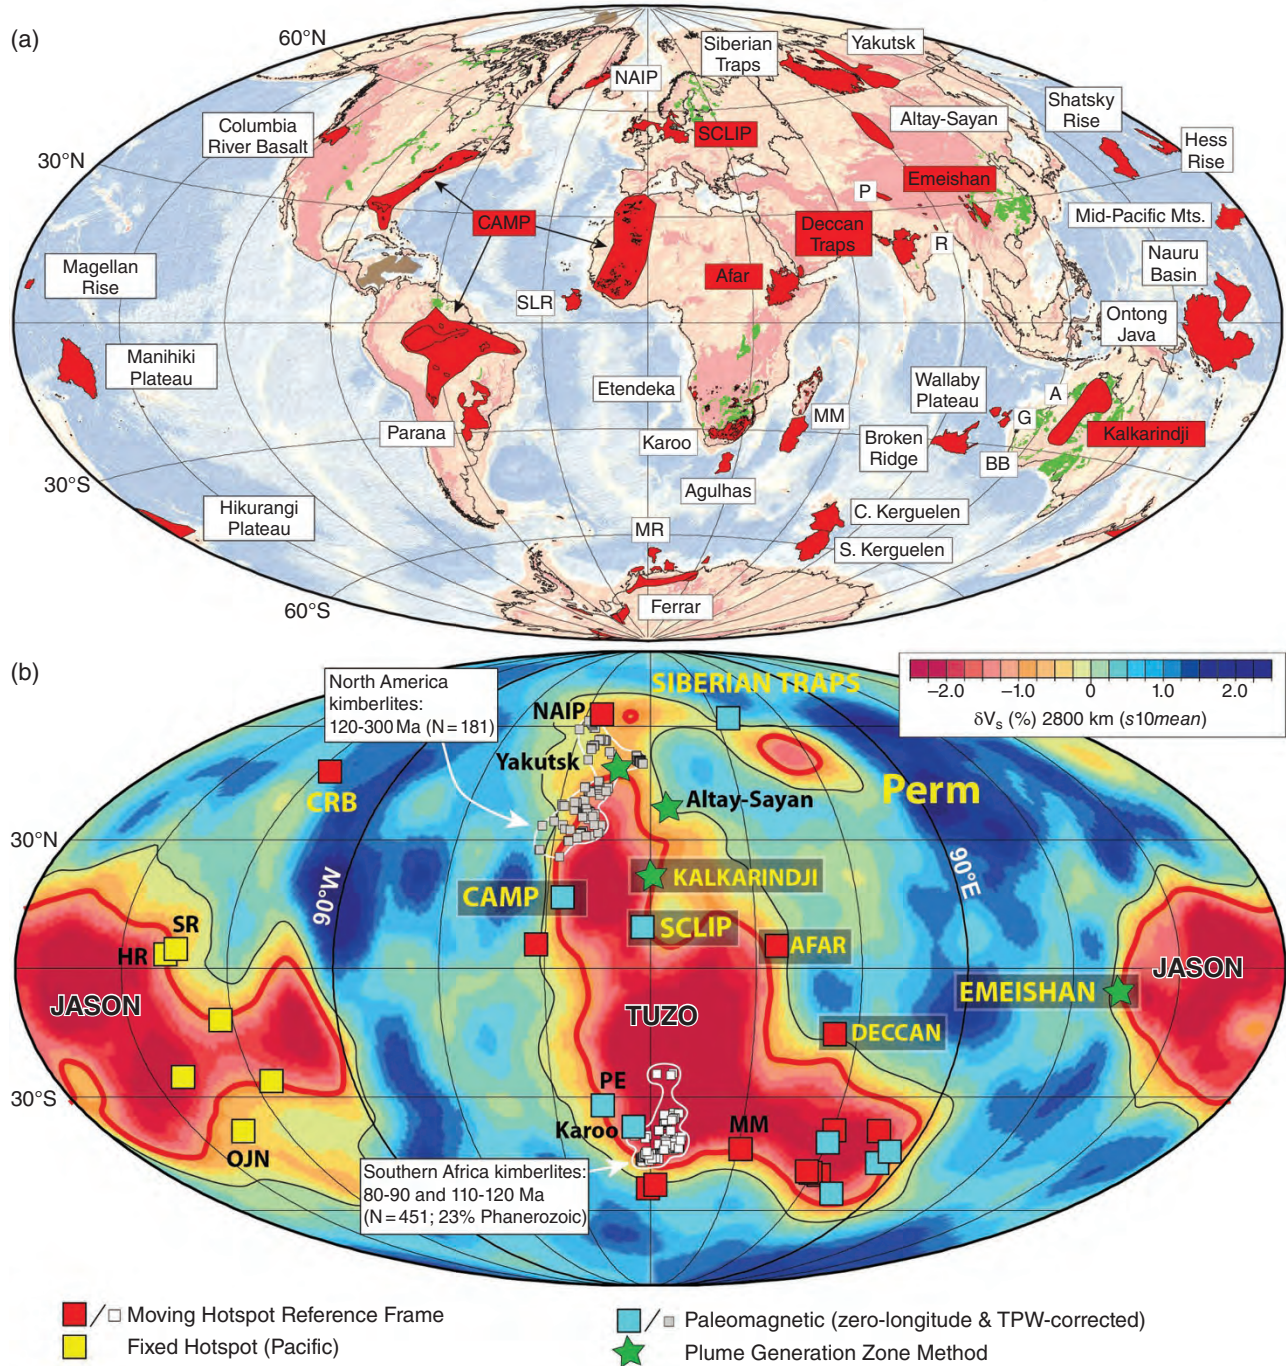 (a)
60°N
30°N
30°S
60°S
NAIP
Siberian
Traps
Yakutsk
Shatsky
Rise
Hess
Rise
Columbia
River Basalt
SCLIP
Altay-Sayan
Emeishan
P
Mid-Pacific Mts.
CAMP
Deccan
Traps
R
Nauru
Basin
Magellan
Rise
SLR
Afar
Ontong
Java
Manihiki
Plateau
Etendeka
Wallaby
Plateau
A
G
MM
Parana
Karoo
Broken
Ridge
BB
Kalkarindji
Agulhas
Hikurangi
Plateau
MR
C. Kerguelen
S. Kerguelen
Ferrar
(b)
North America
kimberlites:
120-300 Ma (N = 181)
SIBERIAN TRAPS
−2.0 −1.0 0.0 1.0 2.0
δVs (%) 2800 km (s10mean)
NAIP
Yakutsk
CRB
Altay-Sayan
Perm
30°N
90°W
90°E
CAMP
KALKARINDJI
SCLIP
SR
HR
AFAR
JASON
JASON
EMEISHAN
TUZO
DECCAN
30°S
PE
Karoo
MM
OJN
Southern Africa kimberlites:
80-90 and 110-120 Ma
(N = 451; 23% Phanerozoic)
/ Moving Hotspot Reference Frame
Fixed Hotspot (Pacific)
/ Paleomagnetic (zero-longitude & TPW-corrected)
Plume Generation Zone Method